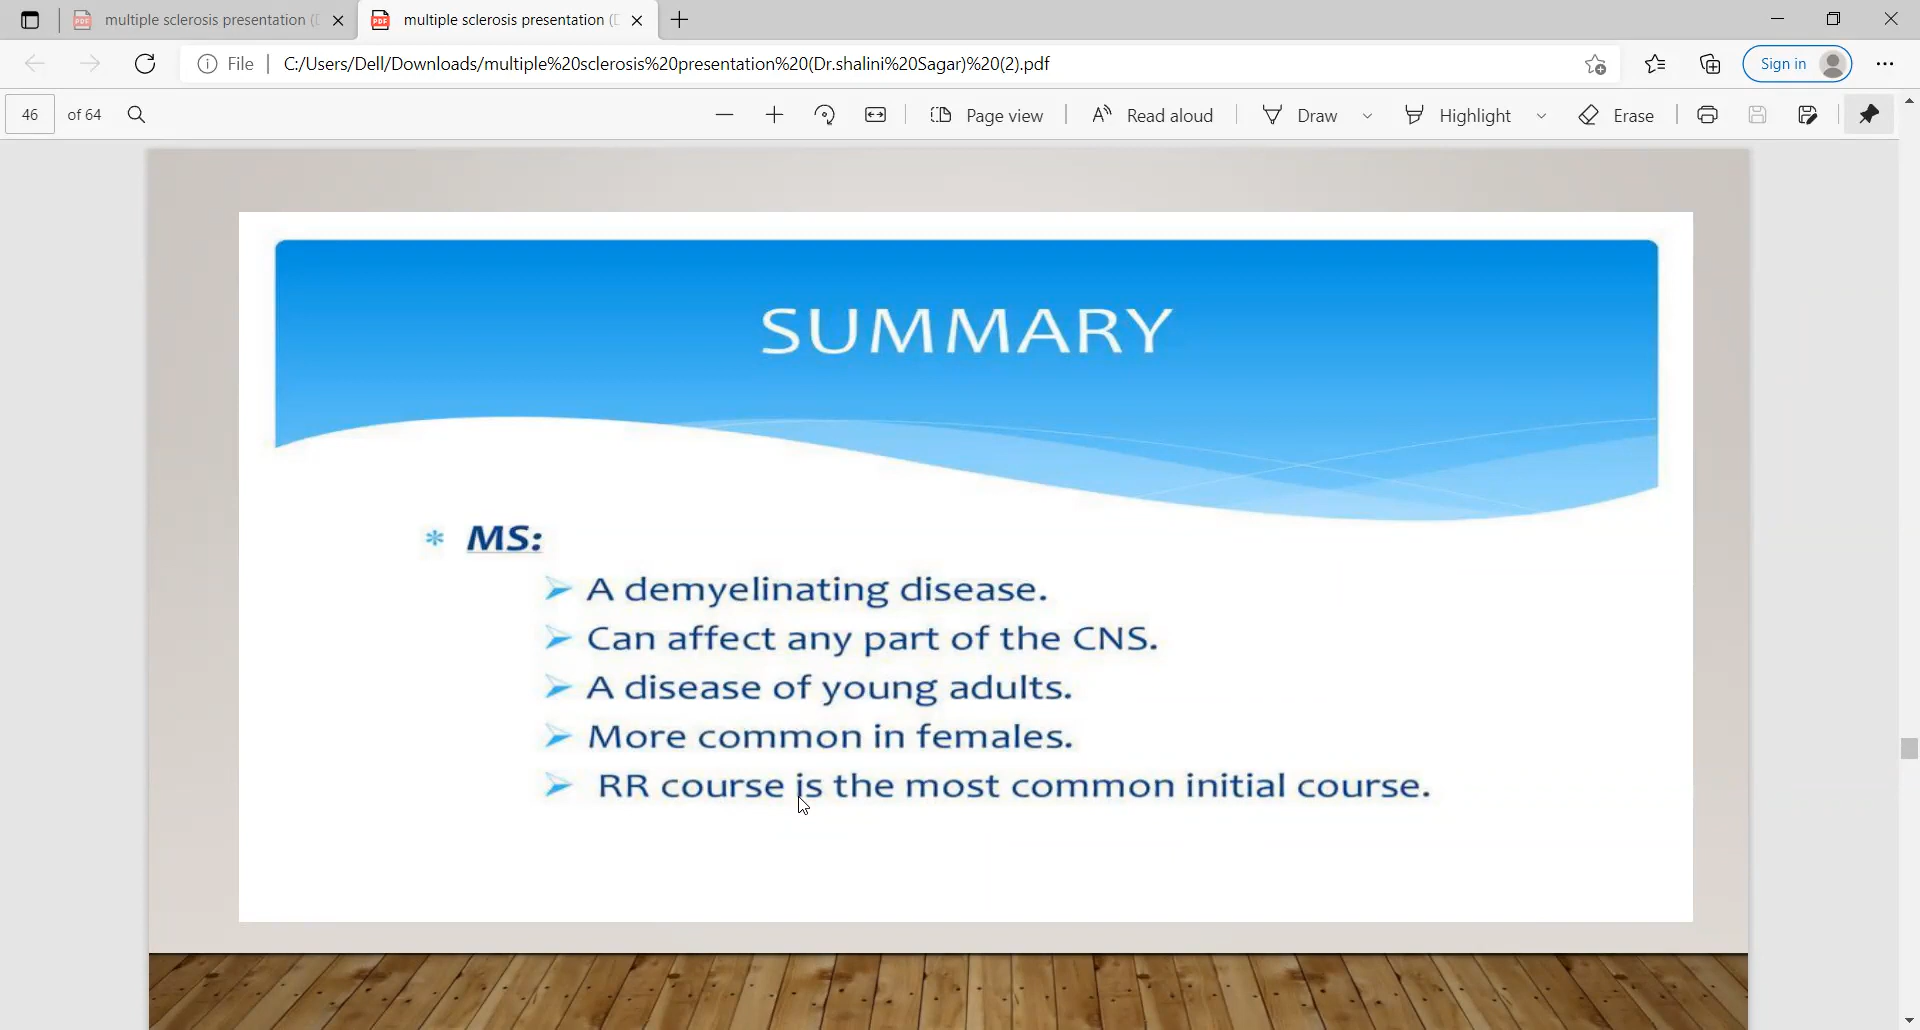 multiple sclerosis presentation (
multiple sclerosis presentation (
File
C:/Users/Dell/Downloads/multiple%20sclerosis%20presentation%20(Dr.shalini%20Sagar)%20(2).pdf
Sign in
46 of 64
Page view
Read aloud
Draw
Highlight
Erase
SUMMARY
* MS:
➢ A demyelinating disease.
➢ Can affect any part of the CNS.
➢ A disease of young adults.
➢ More common in females.
➢ RR course is the most common initial course.